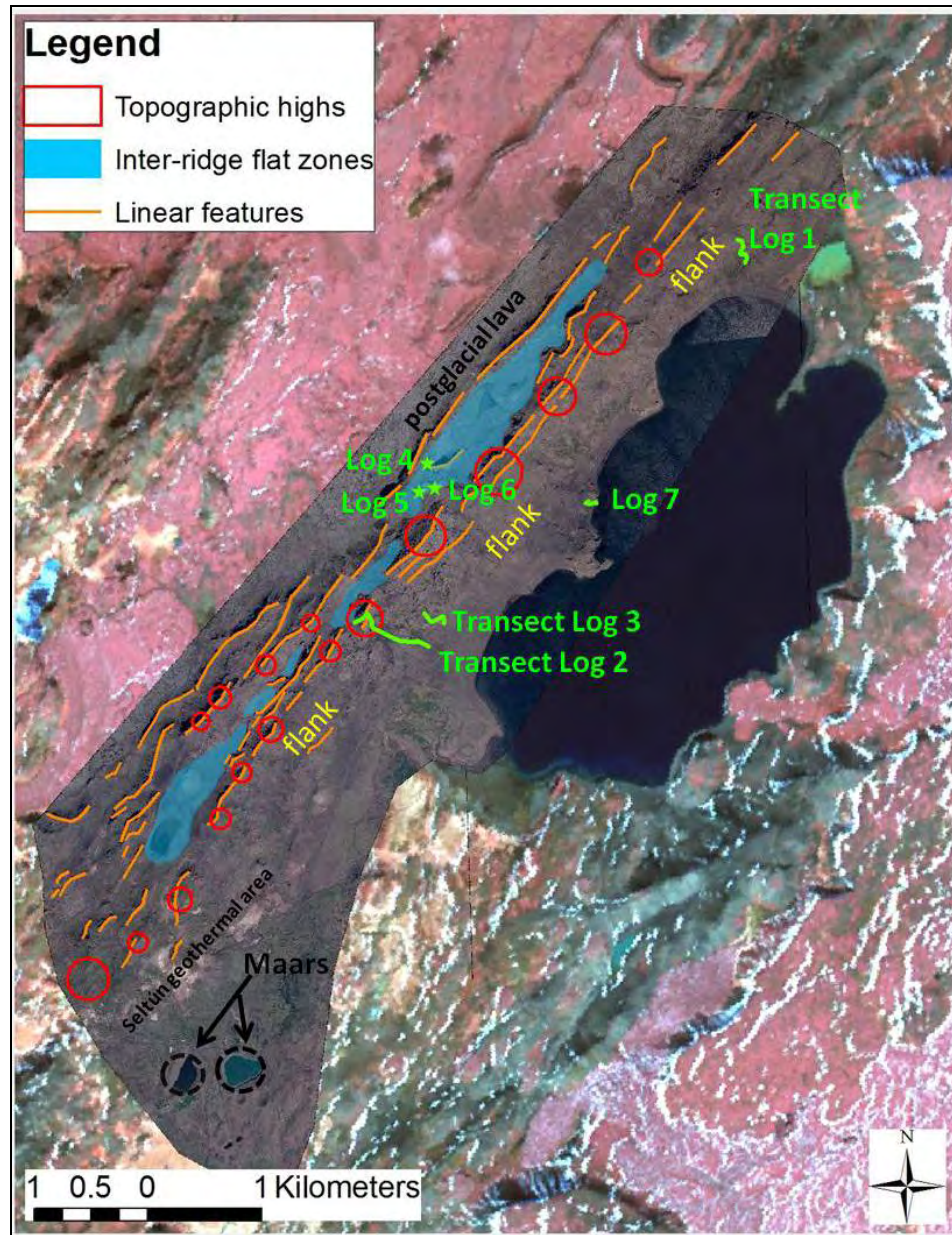 Legend
Topographic highs
Inter-ridge flat zones
Linear features
Transect
Log 1
flank
postglacial lava
Log 4
Log 5
Log 6
Log 7
flank
Transect Log 3
Transect Log 2
flank
Seltún geothermal area
Maars
1 0.5 0 1 Kilometers
N